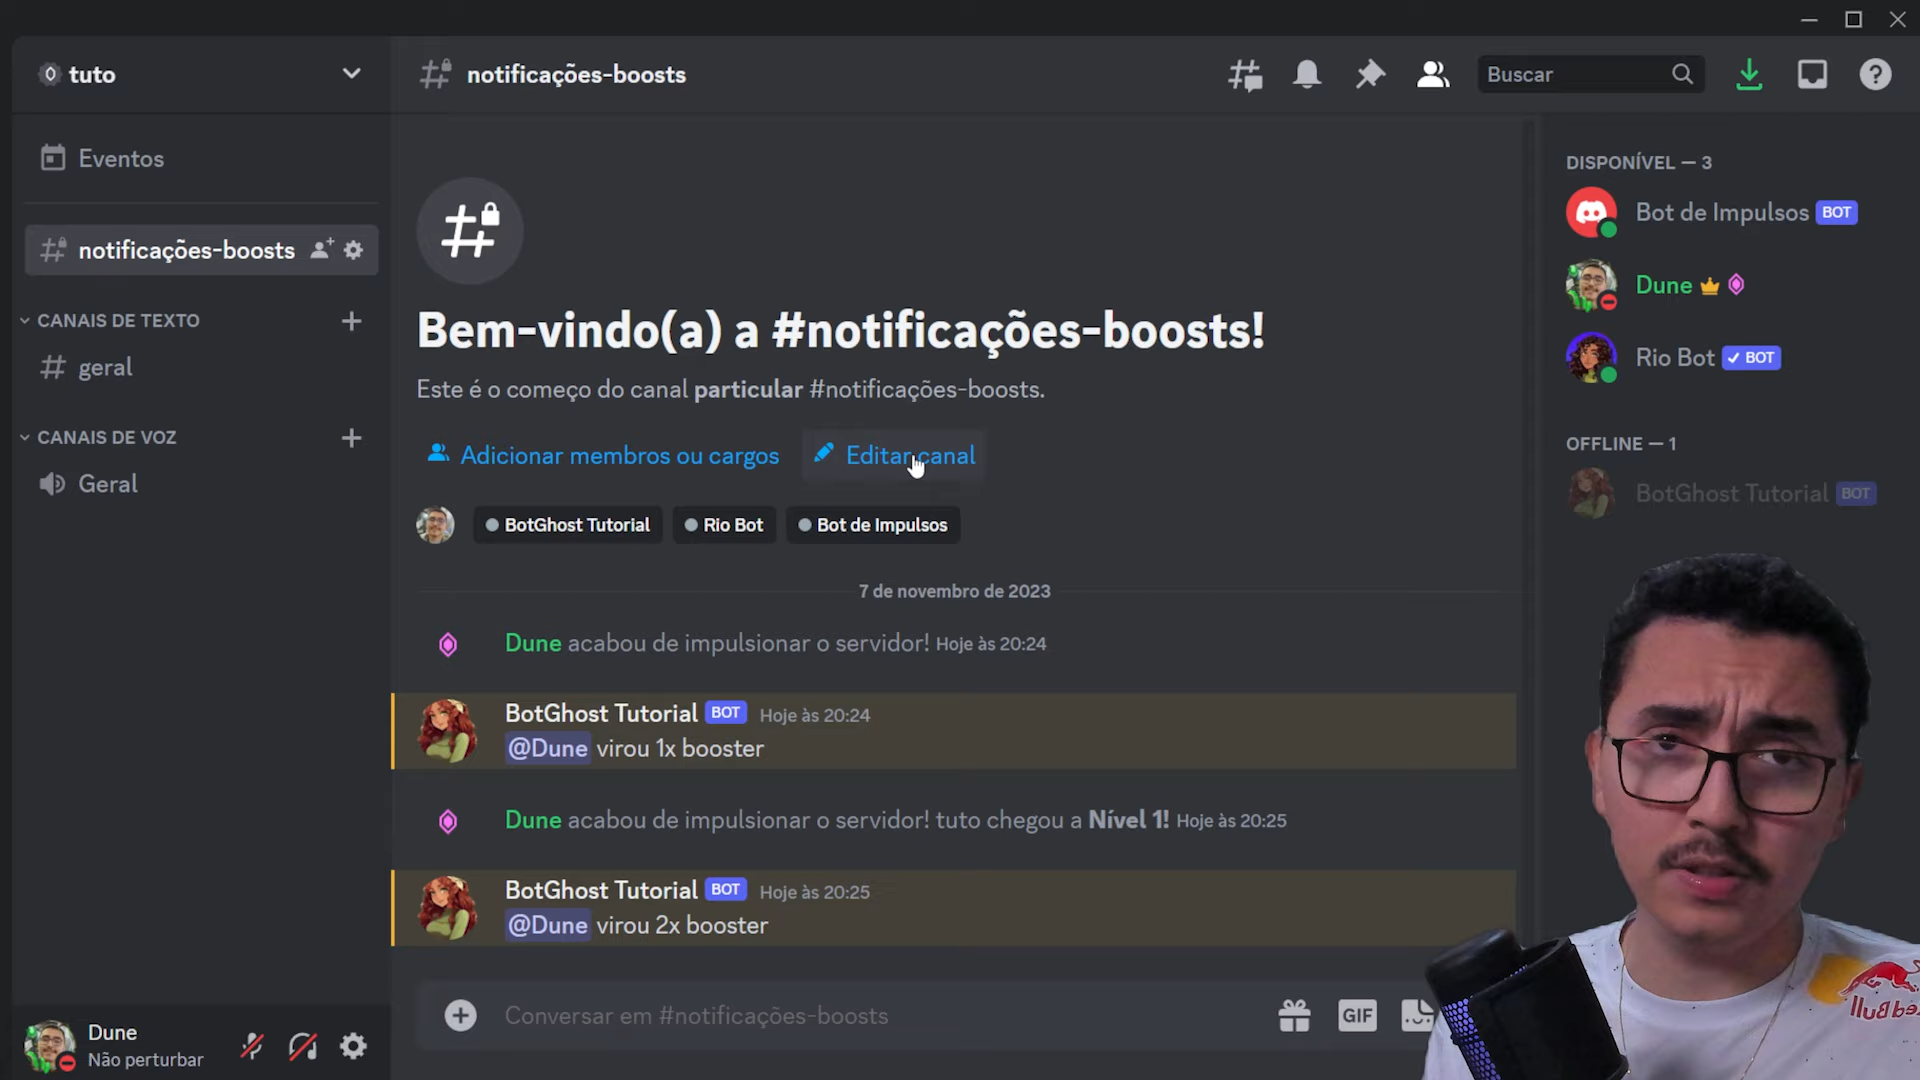 tuto
notificações-boosts
Buscar
Eventos
notificações-boosts
CANAIS DE TEXTO
geral
CANAIS DE VOZ
Geral
Bem-vindo(a) a #notificações-boosts!
Este é o começo do canal particular #notificações-boosts.
Adicionar membros ou cargos
Editar canal
BotGhost Tutorial
Rio Bot
Bot de Impulsos
7 de novembro de 2023
Dune acabou de impulsionar o servidor! Hoje às 20:24
BotGhost Tutorial BOT Hoje às 20:24
@Dune virou 1x booster
Dune acabou de impulsionar o servidor! tuto chegou a Nível 1! Hoje às 20:25
BotGhost Tutorial BOT Hoje às 20:25
@Dune virou 2x booster
Conversar em #notificações-boosts
GIF
DISPONÍVEL — 3
Bot de Impulsos BOT
Dune
Rio Bot BOT
OFFLINE — 1
BotGhost Tutorial BOT
Dune
Não perturbar
RedBull